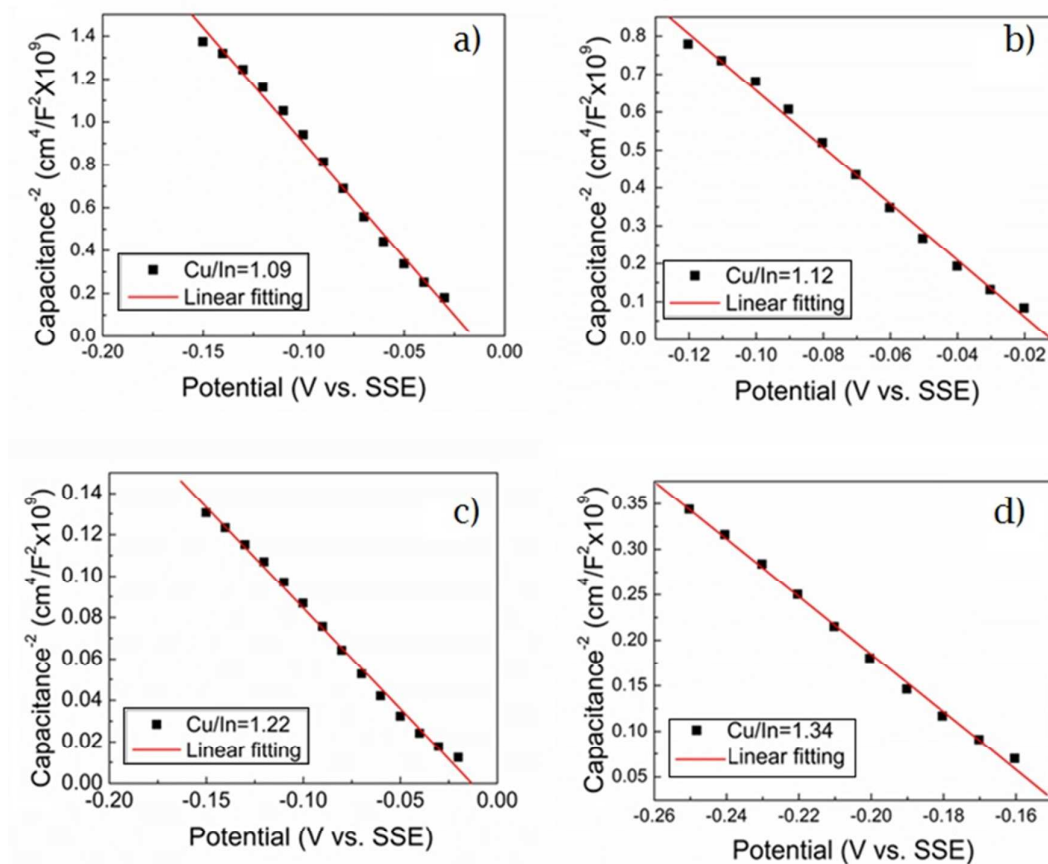 a)
Capacitance⁻² (cm⁴/F²X10⁹)
1.4
1.2
1.0
0.8
0.6
0.4
0.2
0.0
Cu/In=1.09
Linear fitting
-0.20 -0.15 -0.10 -0.05 0.00
Potential (V vs. SSE)
b)
Capacitance⁻² (cm⁴/F²X10⁹)
0.8
0.7
0.6
0.5
0.4
0.3
0.2
0.1
0.0
Cu/In=1.12
Linear fitting
-0.12 -0.10 -0.08 -0.06 -0.04 -0.02
Potential (V vs. SSE)
c)
Capacitance⁻² (cm⁴/F²X10⁹)
0.14
0.12
0.10
0.08
0.06
0.04
0.02
0.00
Cu/In=1.22
Linear fitting
-0.20 -0.15 -0.10 -0.05 0.00
Potential (V vs. SSE)
d)
Capacitance⁻² (cm⁴/F²X10⁹)
0.35
0.30
0.25
0.20
0.15
0.10
0.05
Cu/In=1.34
Linear fitting
-0.26 -0.24 -0.22 -0.20 -0.18 -0.16
Potential (V vs. SSE)